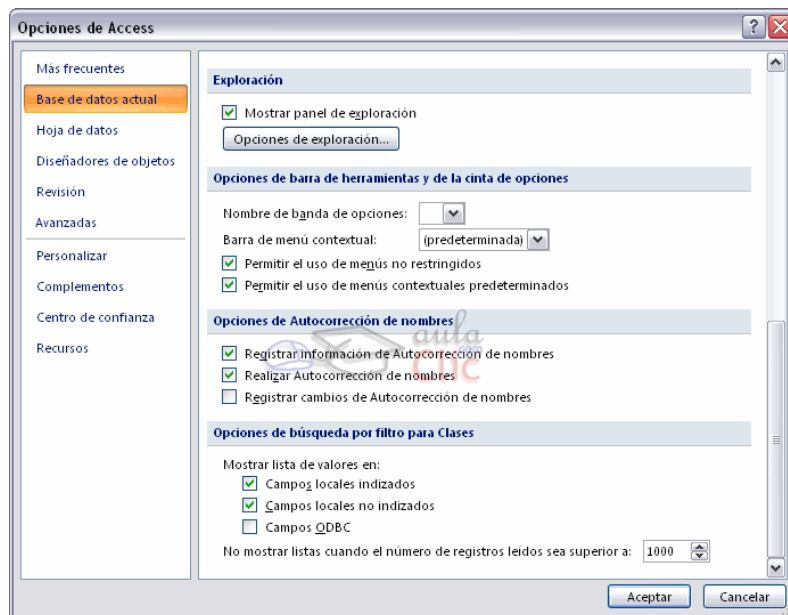 Opciones de Access
Más frecuentes
Base de datos actual
Hoja de datos
Diseñadores de objetos
Revisión
Avanzadas
Personalizar
Complementos
Centro de confianza
Recursos
Exploración
Mostrar panel de exploración
Opciones de exploración...
Opciones de barra de herramientas y de la cinta de opciones
Nombre de banda de opciones:
Barra de menú contextual: (predeterminada)
Permitir el uso de menús no restringidos
Permitir el uso de menús contextuales predeterminados
Opciones de Autocorrección de nombres
aula
Clic
.com
Registrar información de Autocorrección de nombres
Realizar Autocorrección de nombres
Registrar cambios de Autocorrección de nombres
Opciones de búsqueda por filtro para Clases
Mostrar lista de valores en:
Campos locales indizados
Campos locales no indizados
Campos ODBC
No mostrar listas cuando el número de registros leídos sea superior a: 1000
Aceptar Cancelar